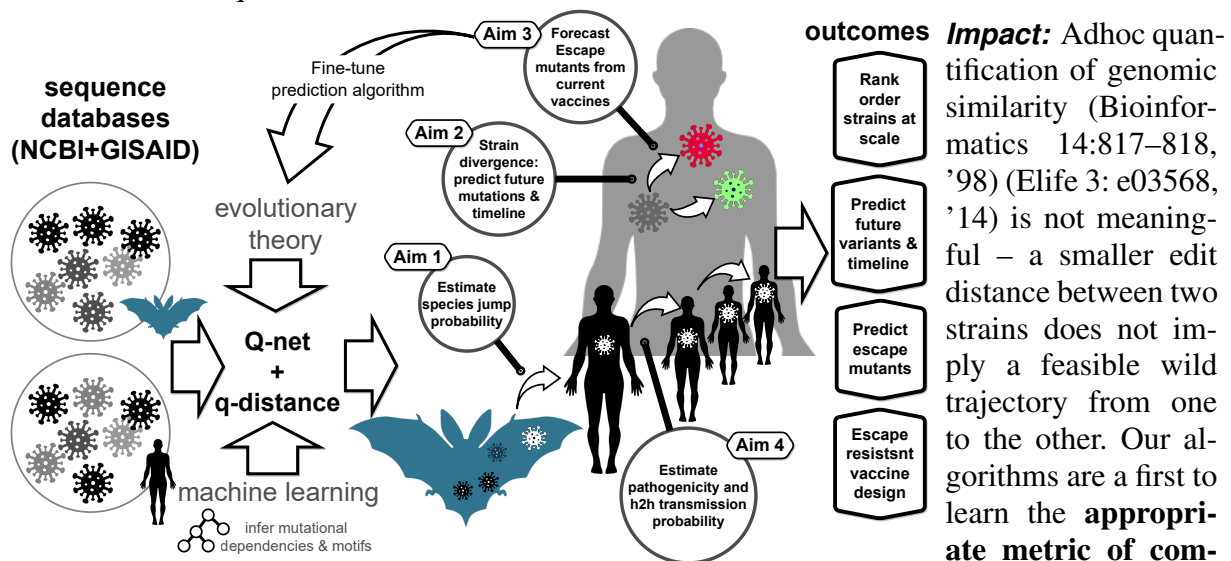 sequence
databases
(NCBI+GISAID)
Fine-tune
prediction algorithm
evolutionary
theory
Q-net
+
q-distance
machine learning
infer mutational
dependencies & motifs
Aim 1
Estimate
species jump
probability
Aim 2
Strain
divergence:
predict future
mutations &
timeline
Aim 3
Forecast
Escape
mutants from
current
vaccines
Aim 4
Estimate
pathogenicity and
h2h transmission
probability
outcomes
Rank
order
strains at
scale
Predict
future
variants &
timeline
Predict
escape
mutants
Escape
resistsnt
vaccine
design
Impact: Adhoc quan-
tification of genomic
similarity (Bioinfor-
matics 14:817–818,
’98) (Elife 3: e03568,
’14) is not meaning-
ful – a smaller edit
distance between two
strains does not im-
ply a feasible wild
trajectory from one
to the other. Our al-
gorithms are a first to
learn the appropri-
ate metric of com-